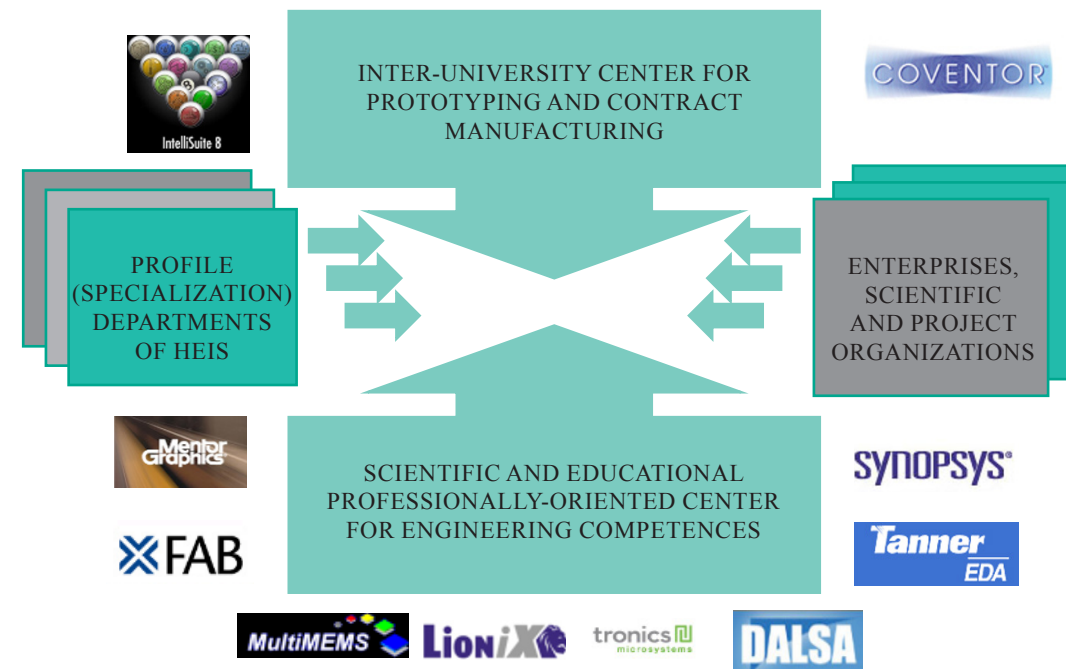 INTER-UNIVERSITY CENTER FOR
PROTOTYPING AND CONTRACT
MANUFACTURING
IntelliSuite 8
COVENTOR
PROFILE
(SPECIALIZATION)
DEPARTMENTS
OF HEIS
ENTERPRISES,
SCIENTIFIC
AND PROJECT
ORGANIZATIONS
SCIENTIFIC AND EDUCATIONAL
PROFESSIONALLY-ORIENTED CENTER
FOR ENGINEERING COMPETENCES
Mentor
Graphics
XFAB
SYNOPSYS®
Tanner
EDA
MultiMEMS
LioniX
tronics
microsystems
DALSA